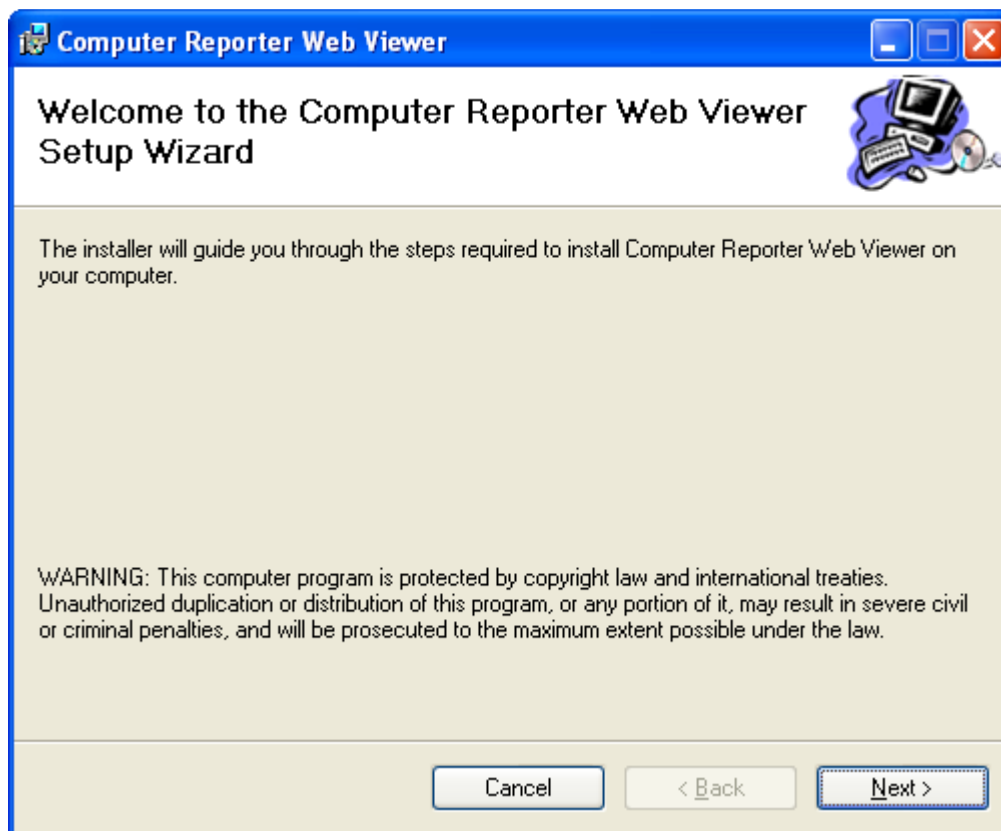 Computer Reporter Web Viewer
Welcome to the Computer Reporter Web Viewer
Setup Wizard
The installer will guide you through the steps required to install Computer Reporter Web Viewer on
your computer.
WARNING: This computer program is protected by copyright law and international treaties.
Unauthorized duplication or distribution of this program, or any portion of it, may result in severe civil
or criminal penalties, and will be prosecuted to the maximum extent possible under the law.
Cancel < Back Next >